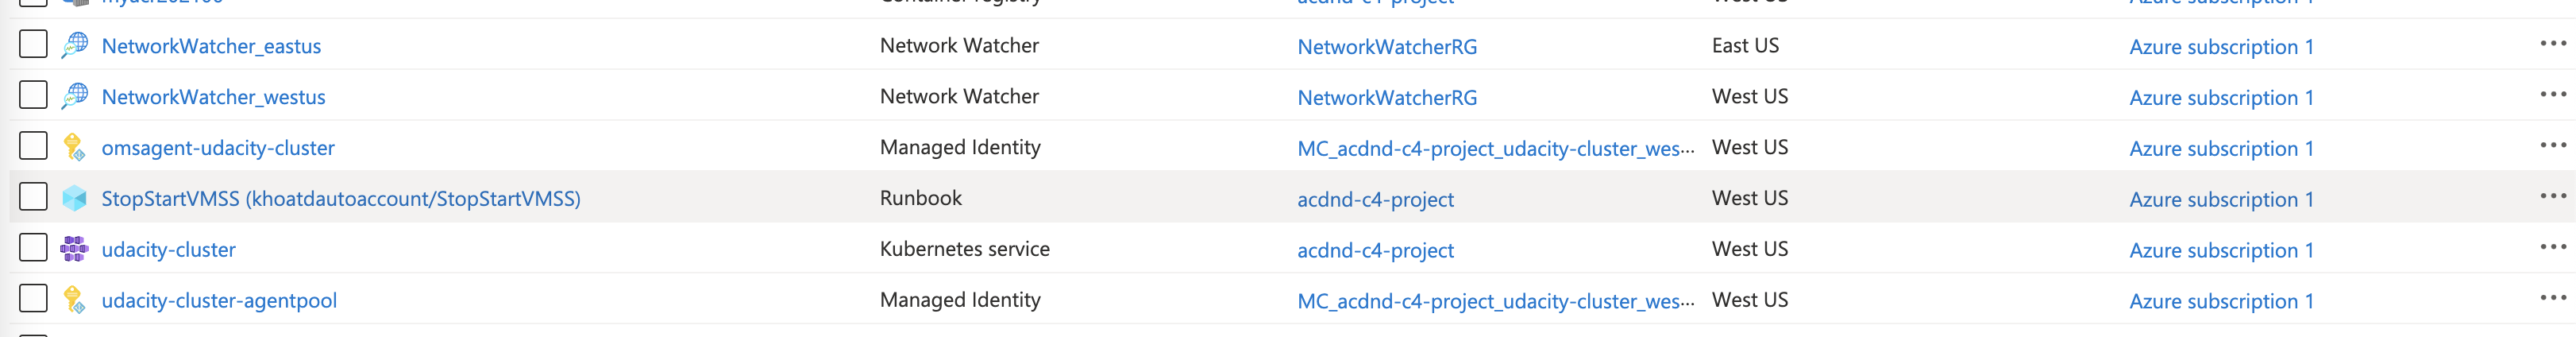 NetworkWatcher_eastus Network Watcher NetworkWatcherRG East US Azure subscription 1 •••
NetworkWatcher_westus Network Watcher NetworkWatcherRG West US Azure subscription 1 •••
omsagent-udacity-cluster Managed Identity MC_acdnd-c4-project_udacity-cluster_wes··· West US Azure subscription 1 •••
StopStartVMSS (khoatdautoaccount/StopStartVMSS) Runbook acdnd-c4-project West US Azure subscription 1 •••
udacity-cluster Kubernetes service acdnd-c4-project West US Azure subscription 1 •••
udacity-cluster-agentpool Managed Identity MC_acdnd-c4-project_udacity-cluster_wes··· West US Azure subscription 1 •••